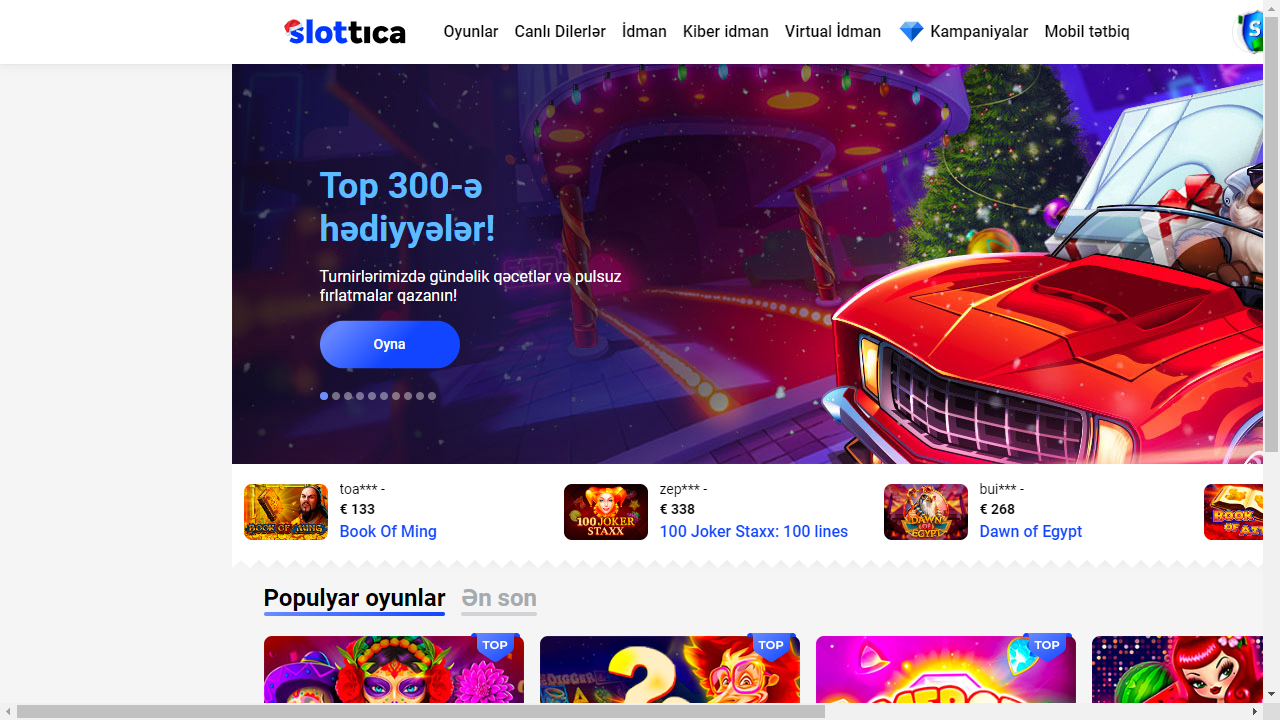 slottica
Oyunlar Canlı Dilerlər İdman Kiber idman Virtual İdman Kampaniyalar Mobil tətbiq
Top 300-ə
hədiyyələr!
Turnirlərimizdə gündəlik qəcetlər və pulsuz
fırlatmalar qazanın!
Oyna
toa*** -
€ 133
Book Of Ming
BOOK OF MING
zep*** -
€ 338
100 Joker Staxx: 100 lines
100 JOKER
STAXX
bui*** -
€ 268
Dawn of Egypt
DAWN
OF
EGYPT
BOOK
Populyar oyunlar Ən son
TOP
TOP
TOP